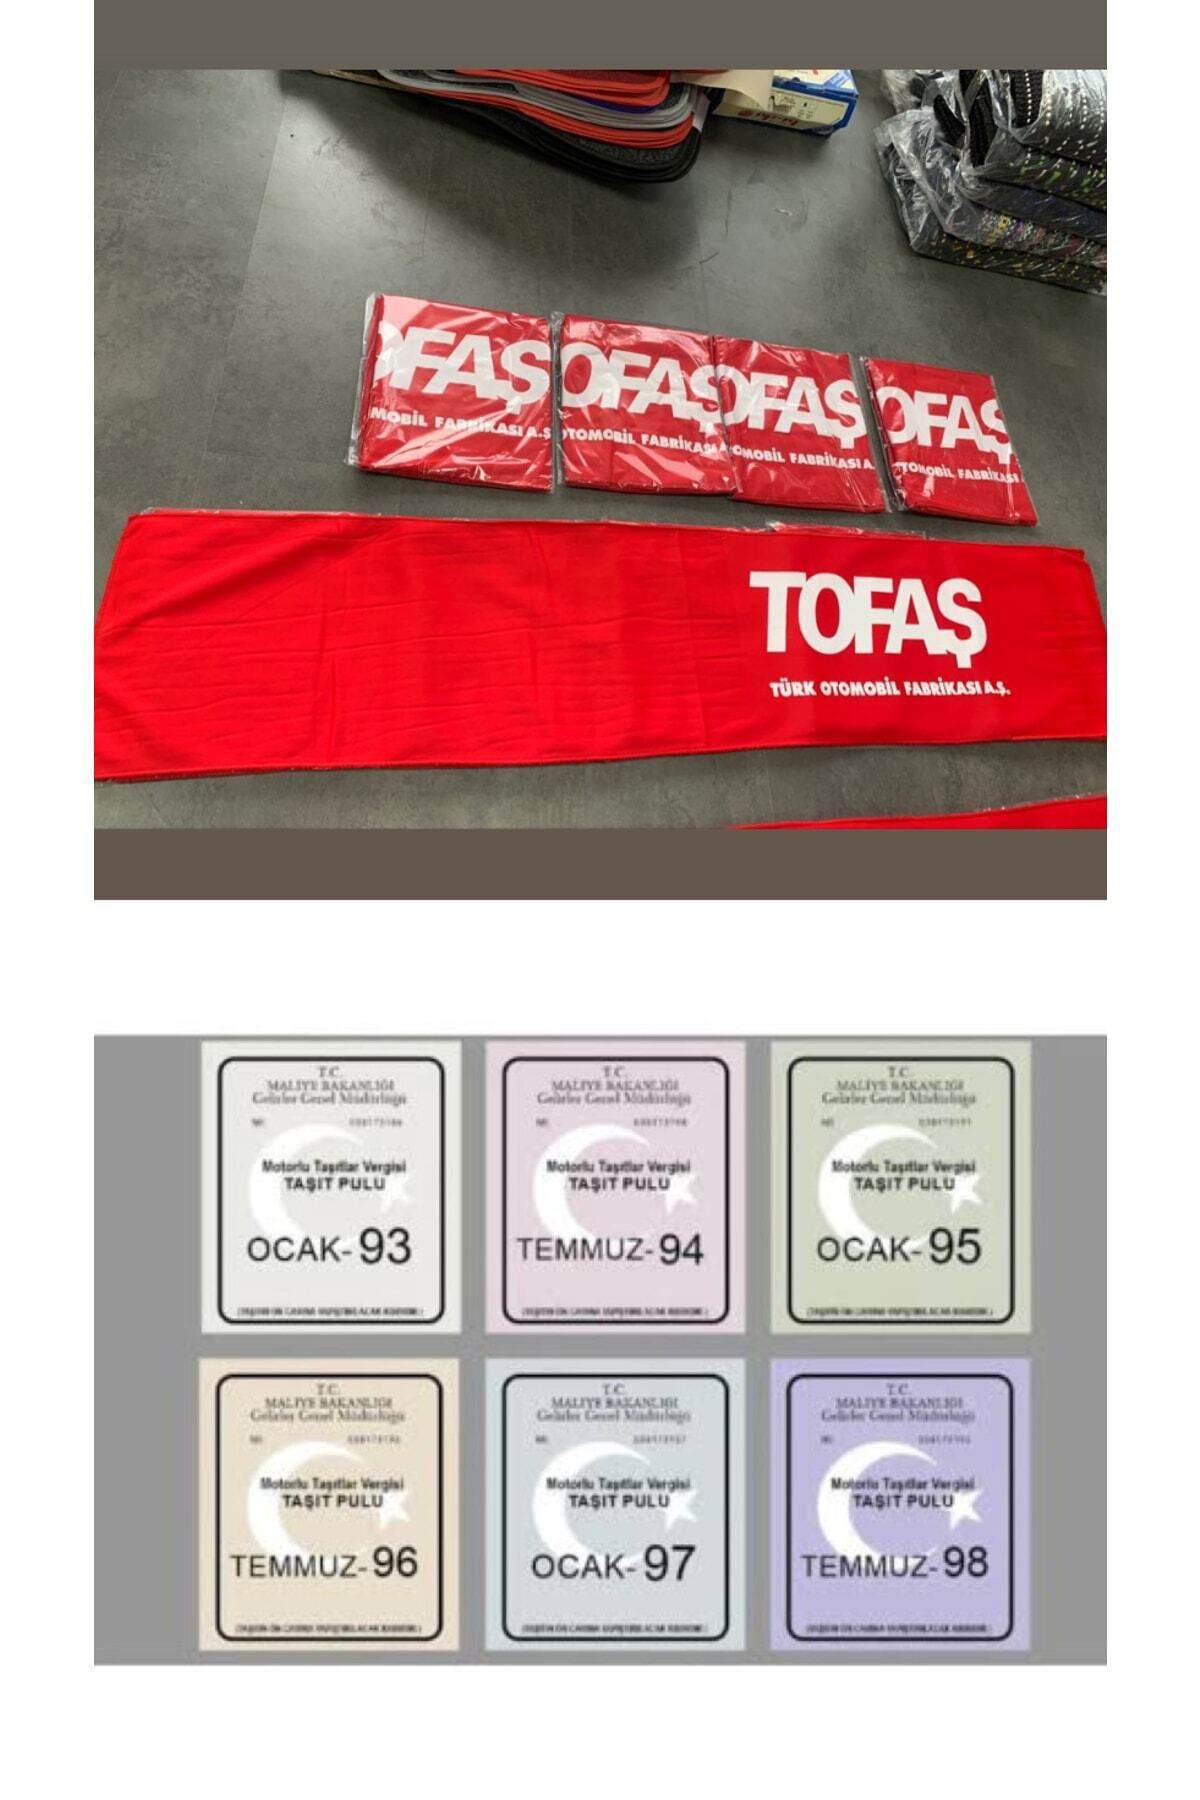 OFAŞ
MOBİL FABRİKASI A.Ş
OFAŞ
OTOMOBİL FABRİKASI A
OFAŞ
OMOBİL FABRİKASI A.
OFAŞ
OTOMOBİL FABRİKASI
TOFAŞ
TÜRK OTOMOBİL FABRİKASI A.Ş.
T.C.
MALİYE BAKANLIĞI
Gelirler Genel Müdürlüğü
Motorlu Taşıtlar Vergisi
TAŞIT PULU
OCAK-93
T.C.
MALİYE BAKANLIĞI
Gelirler Genel Müdürlüğü
Motorlu Taşıtlar Vergisi
TAŞIT PULU
TEMMUZ-94
T.C.
MALİYE BAKANLIĞI
Gelirler Genel Müdürlüğü
Motorlu Taşıtlar Vergisi
TAŞIT PULU
OCAK-95
T.C.
MALİYE BAKANLIĞI
Gelirler Genel Müdürlüğü
Motorlu Taşıtlar Vergisi
TAŞIT PULU
TEMMUZ-96
T.C.
MALİYE BAKANLIĞI
Gelirler Genel Müdürlüğü
Motorlu Taşıtlar Vergisi
TAŞIT PULU
OCAK-97
T.C.
MALİYE BAKANLIĞI
Gelirler Genel Müdürlüğü
Motorlu Taşıtlar Vergisi
TAŞIT PULU
TEMMUZ-98